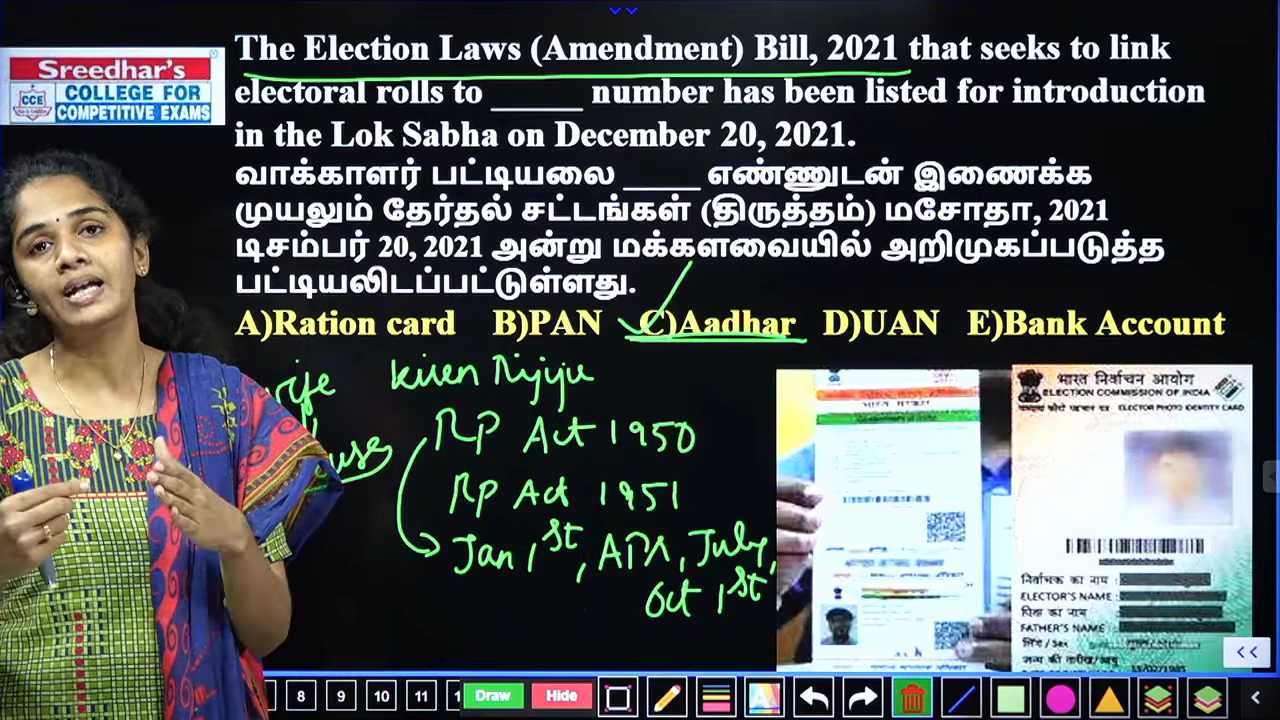 Sreedhar's
CCE
COLLEGE FOR
COMPETITIVE EXAMS
The Election Laws (Amendment) Bill, 2021 that seeks to link
electoral rolls to ______ number has been listed for introduction
in the Lok Sabha on December 20, 2021.
வாக்காளர் பட்டியலை _____ எண்ணுடன் இணைக்க
முயலும் தேர்தல் சட்டங்கள் (திருத்தம்) மசோதா, 2021
டிசம்பர் 20, 2021 அன்று மக்களவையில் அறிமுகப்படுத்த
பட்டியலிடப்பட்டுள்ளது.
A)Ration card B)PAN C)Aadhar D)UAN E)Bank Account
wife Kiren Rijiju
RP Act 1950
RP Act 1951
Jan 1st, APR, July,
Oct 1st
भारत निर्वाचन आयोग
ELECTION COMMISSION OF INDIA
ELECTOR PHOTO IDENTITY CARD
निर्वाचक का नाम :
ELECTOR'S NAME :
पिता का नाम
FATHER'S NAME :
लिंग / Sex
जन्म की तारीख/आयु
<<
8 9 10 11 Draw Hide